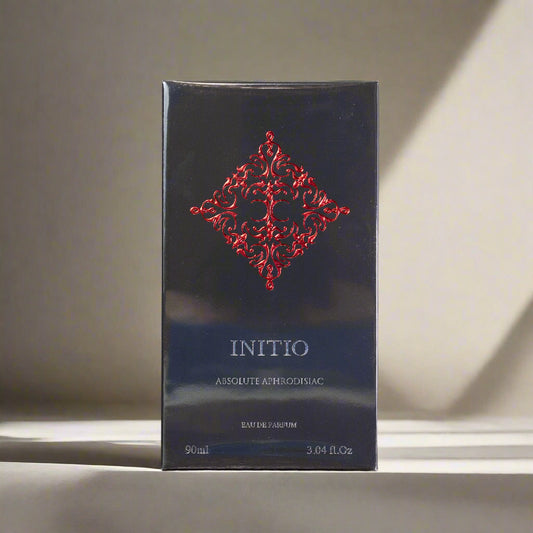 INITIO
ABSOLUTE APHRODISIAC
EAU DE PARFUM
90ml 3.04 fl.Oz